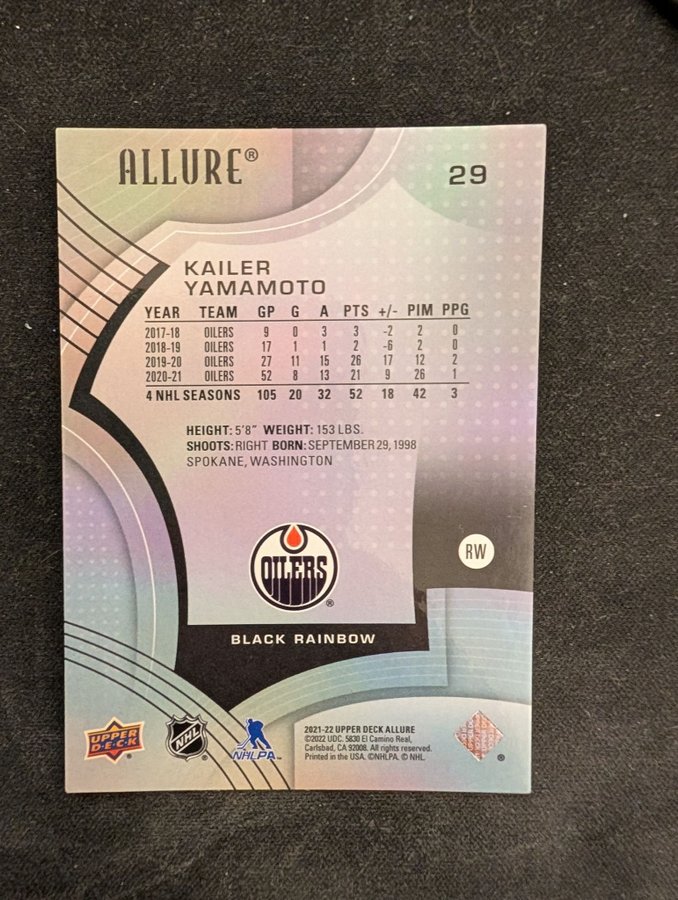 ALLURE®
29
KAILER
YAMAMOTO
YEAR TEAM GP G A PTS +/- PIM PPG
2017-18 OILERS 9 0 3 3 -2 2 0
2018-19 OILERS 17 1 1 2 -6 2 0
2019-20 OILERS 27 11 15 26 17 12 2
2020-21 OILERS 52 8 13 21 9 26 1
4 NHL SEASONS 105 20 32 52 18 42 3
HEIGHT: 5'8" WEIGHT: 153 LBS.
SHOOTS: RIGHT BORN: SEPTEMBER 29, 1998
SPOKANE, WASHINGTON
OILERS
®
RW
BLACK RAINBOW
UPPER
D·E·C·K
NHL
NHLPA
2021-22 UPPER DECK ALLURE
©2022 UDC. 5830 El Camino Real,
Carlsbad, CA 92008. All rights reserved.
Printed in the USA. ©NHLPA. © NHL.
®